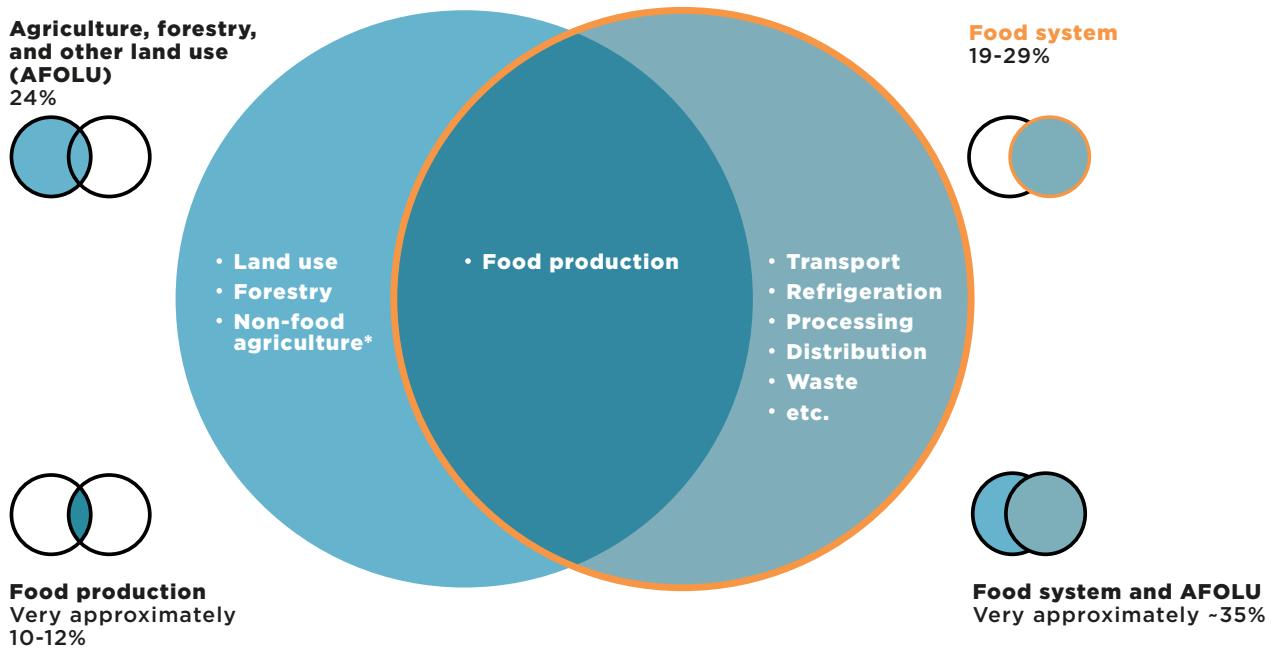 Agriculture, forestry,
and other land use
(AFOLU)
24%
Food system
19-29%
• Land use
• Forestry
• Non-food
agriculture*
• Food production
• Transport
• Refrigeration
• Processing
• Distribution
• Waste
• etc.
Food production
Very approximately
10-12%
Food system and AFOLU
Very approximately ~35%